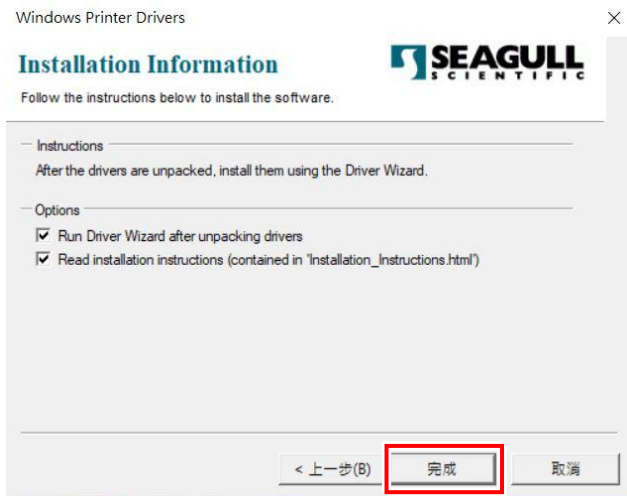 Windows Printer Drivers
Installation Information
SEAGULL
SCIENTIFIC
Follow the instructions below to install the software.
Instructions
After the drivers are unpacked, install them using the Driver Wizard.
Options
Run Driver Wizard after unpacking drivers
Read installation instructions (contained in 'Installation_Instructions.html')
< 上一步(B)
完成
取消